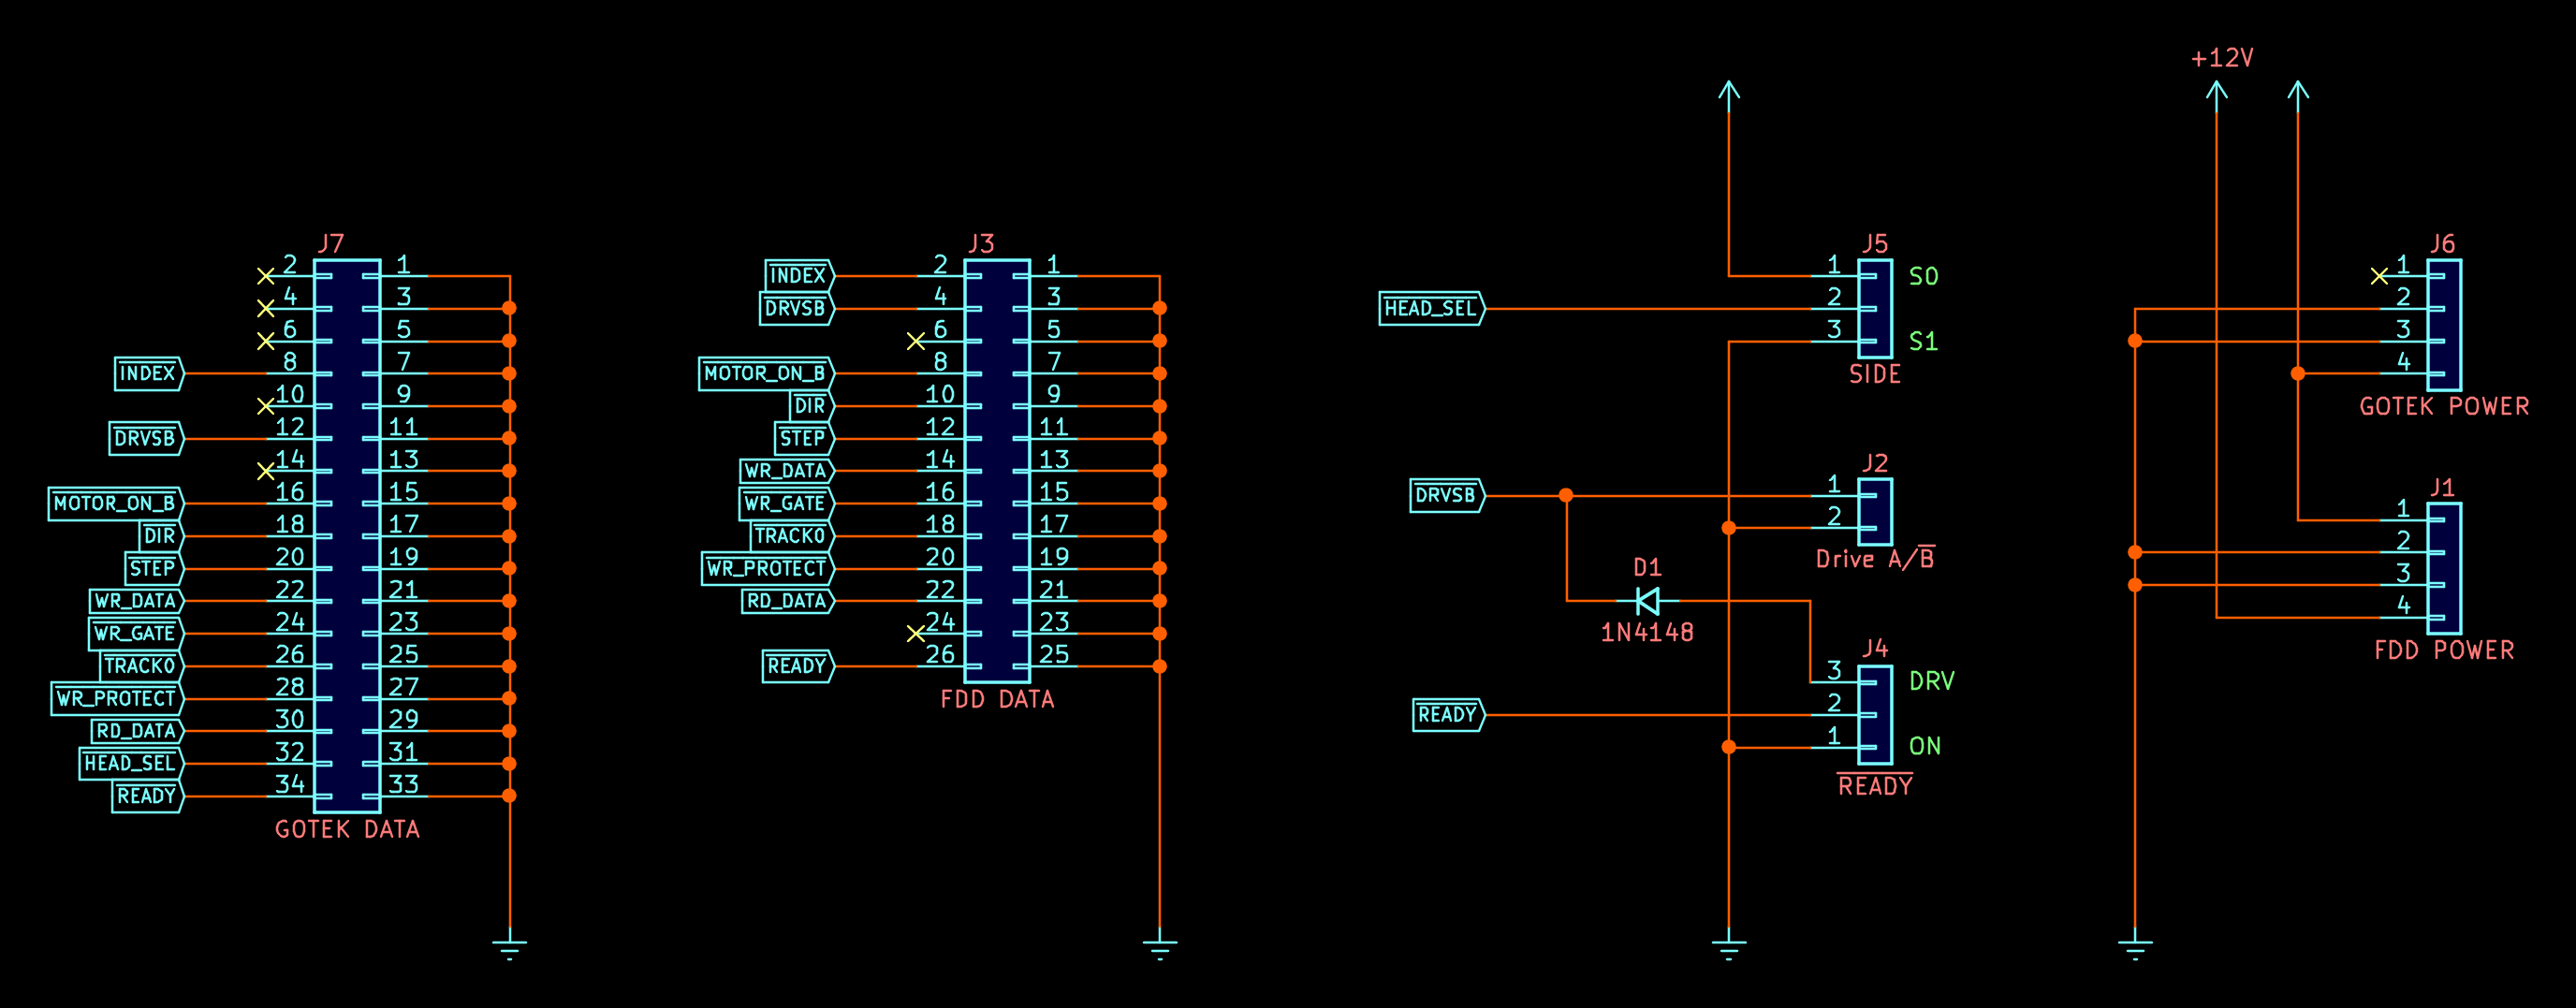 J7
2 1
4 3
6 5
INDEX 8 7
10 9
DRVSB 12 11
14 13
MOTOR_ON_B 16 15
DIR 18 17
STEP 20 19
WR_DATA 22 21
WR_GATE 24 23
TRACK0 26 25
WR_PROTECT 28 27
RD_DATA 30 29
HEAD_SEL 32 31
READY 34 33
GOTEK DATA
J3
INDEX 2 1
DRVSB 4 3
6 5
MOTOR_ON_B 8 7
DIR 10 9
STEP 12 11
WR_DATA 14 13
WR_GATE 16 15
TRACK0 18 17
WR_PROTECT 20 19
RD_DATA 22 21
24 23
READY 26 25
FDD DATA
J5
1 S0
HEAD_SEL 2
3 S1
SIDE
J2
DRVSB 1
2
Drive A/B
D1
1N4148
J4
3 DRV
READY 2
1 ON
READY
+12V
J6
1
2
3
4
GOTEK POWER
J1
1
2
3
4
FDD POWER